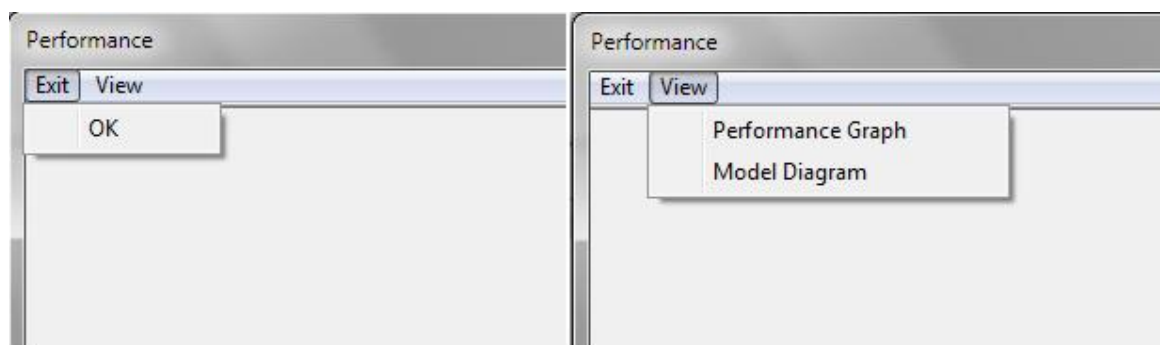 Performance
Exit View
OK
Performance
Exit View
Performance Graph
Model Diagram